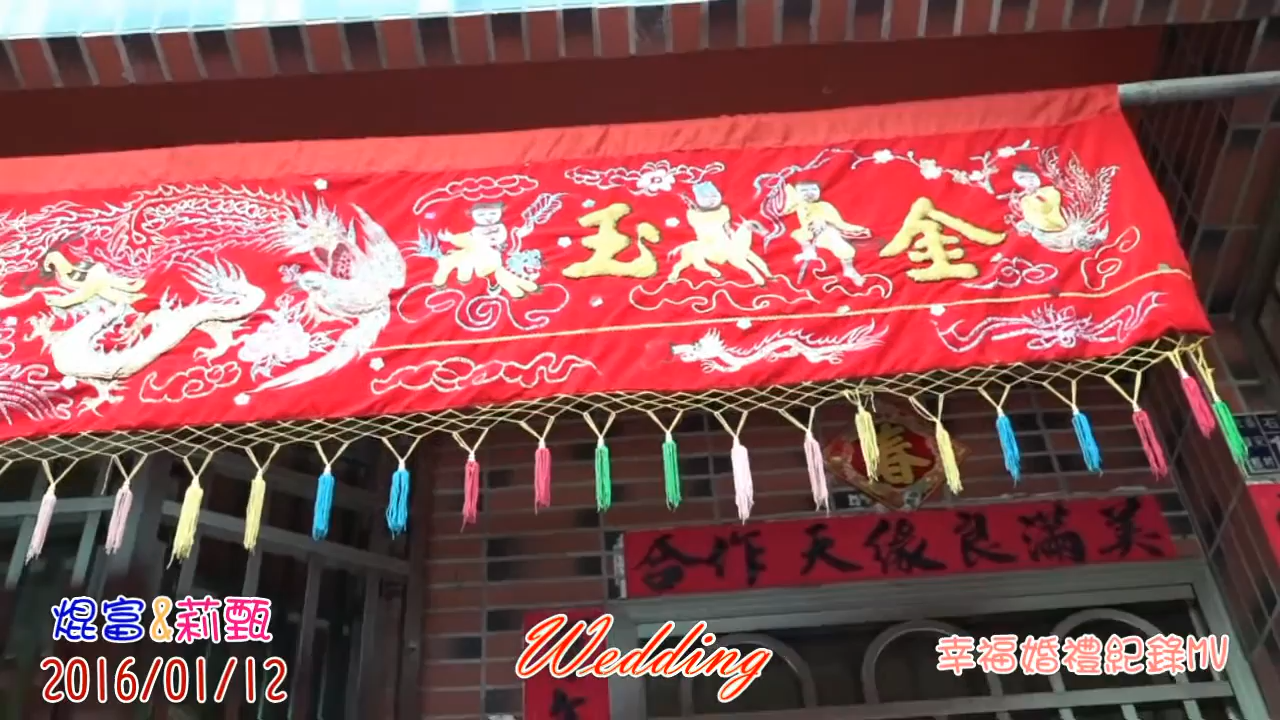 玉 金
春
合作 天緣良滿美
焜富&莉甄
2016/01/12
Wedding
幸福婚禮紀錄MV